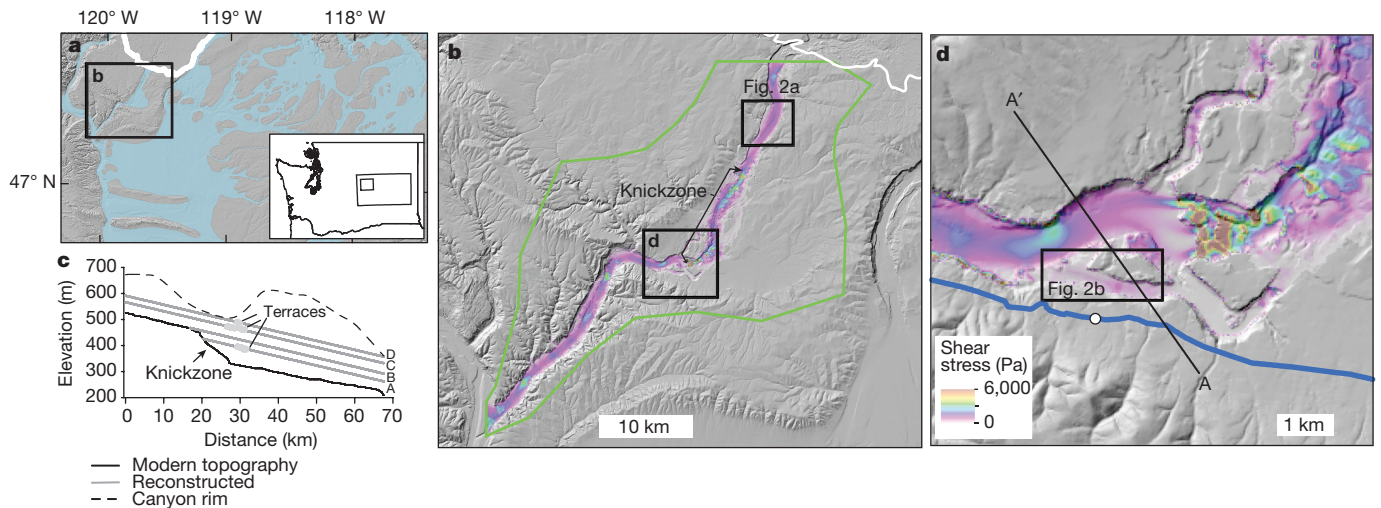 120° W
119° W
118° W
a
b
47° N
b
Fig. 2a
Knickzone
d
10 km
d
A′
Fig. 2b
A
Shear
stress (Pa)
6,000
0
1 km
c
700
600
500
400
300
200
Elevation (m)
Terraces
Knickzone
D
C
B
A
0
10
20
30
40
50
60
70
Distance (km)
Modern topography
Reconstructed
Canyon rim